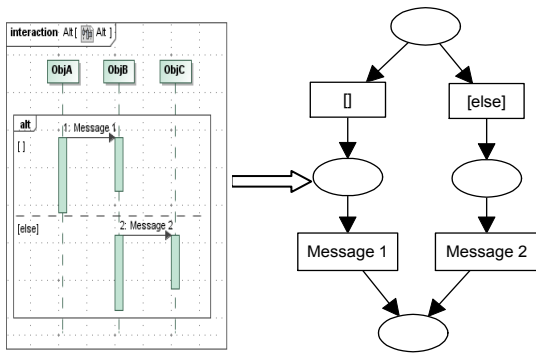 interaction Alt [ Alt ]
ObjA ObjB ObjC
alt
1: Message 1
[ ]
[else]
2: Message 2
[] [else]
Message 1 Message 2